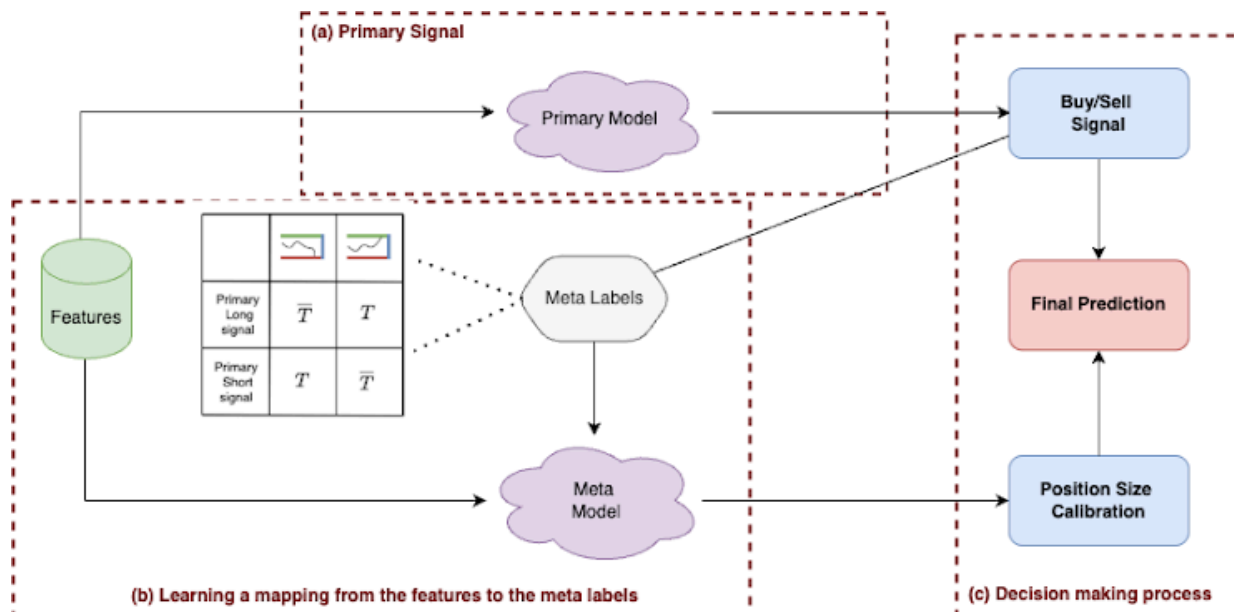 (a) Primary Signal
Primary Model
Buy/Sell
Signal
Features
Primary
Long
signal
T̅
T
Primary
Short
signal
T
T̅
Meta Labels
Final Prediction
Meta
Model
Position Size
Calibration
(b) Learning a mapping from the features to the meta labels
(c) Decision making process